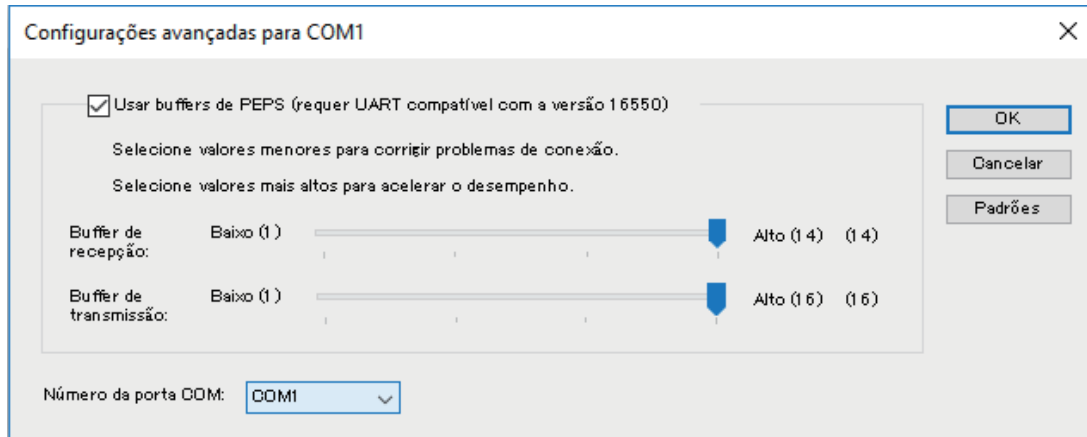 Configurações avançadas para COM1
Usar buffers de PEPS (requer UART compatível com a versão 16550)
Selecione valores menores para corrigir problemas de conexão.
Selecione valores mais altos para acelerar o desempenho.
Buffer de
recepção:
Baixo (1)
Alto (14)
(14)
Buffer de
transmissão:
Baixo (1)
Alto (16)
(16)
Número da porta COM:
COM1
OK
Cancelar
Padrões